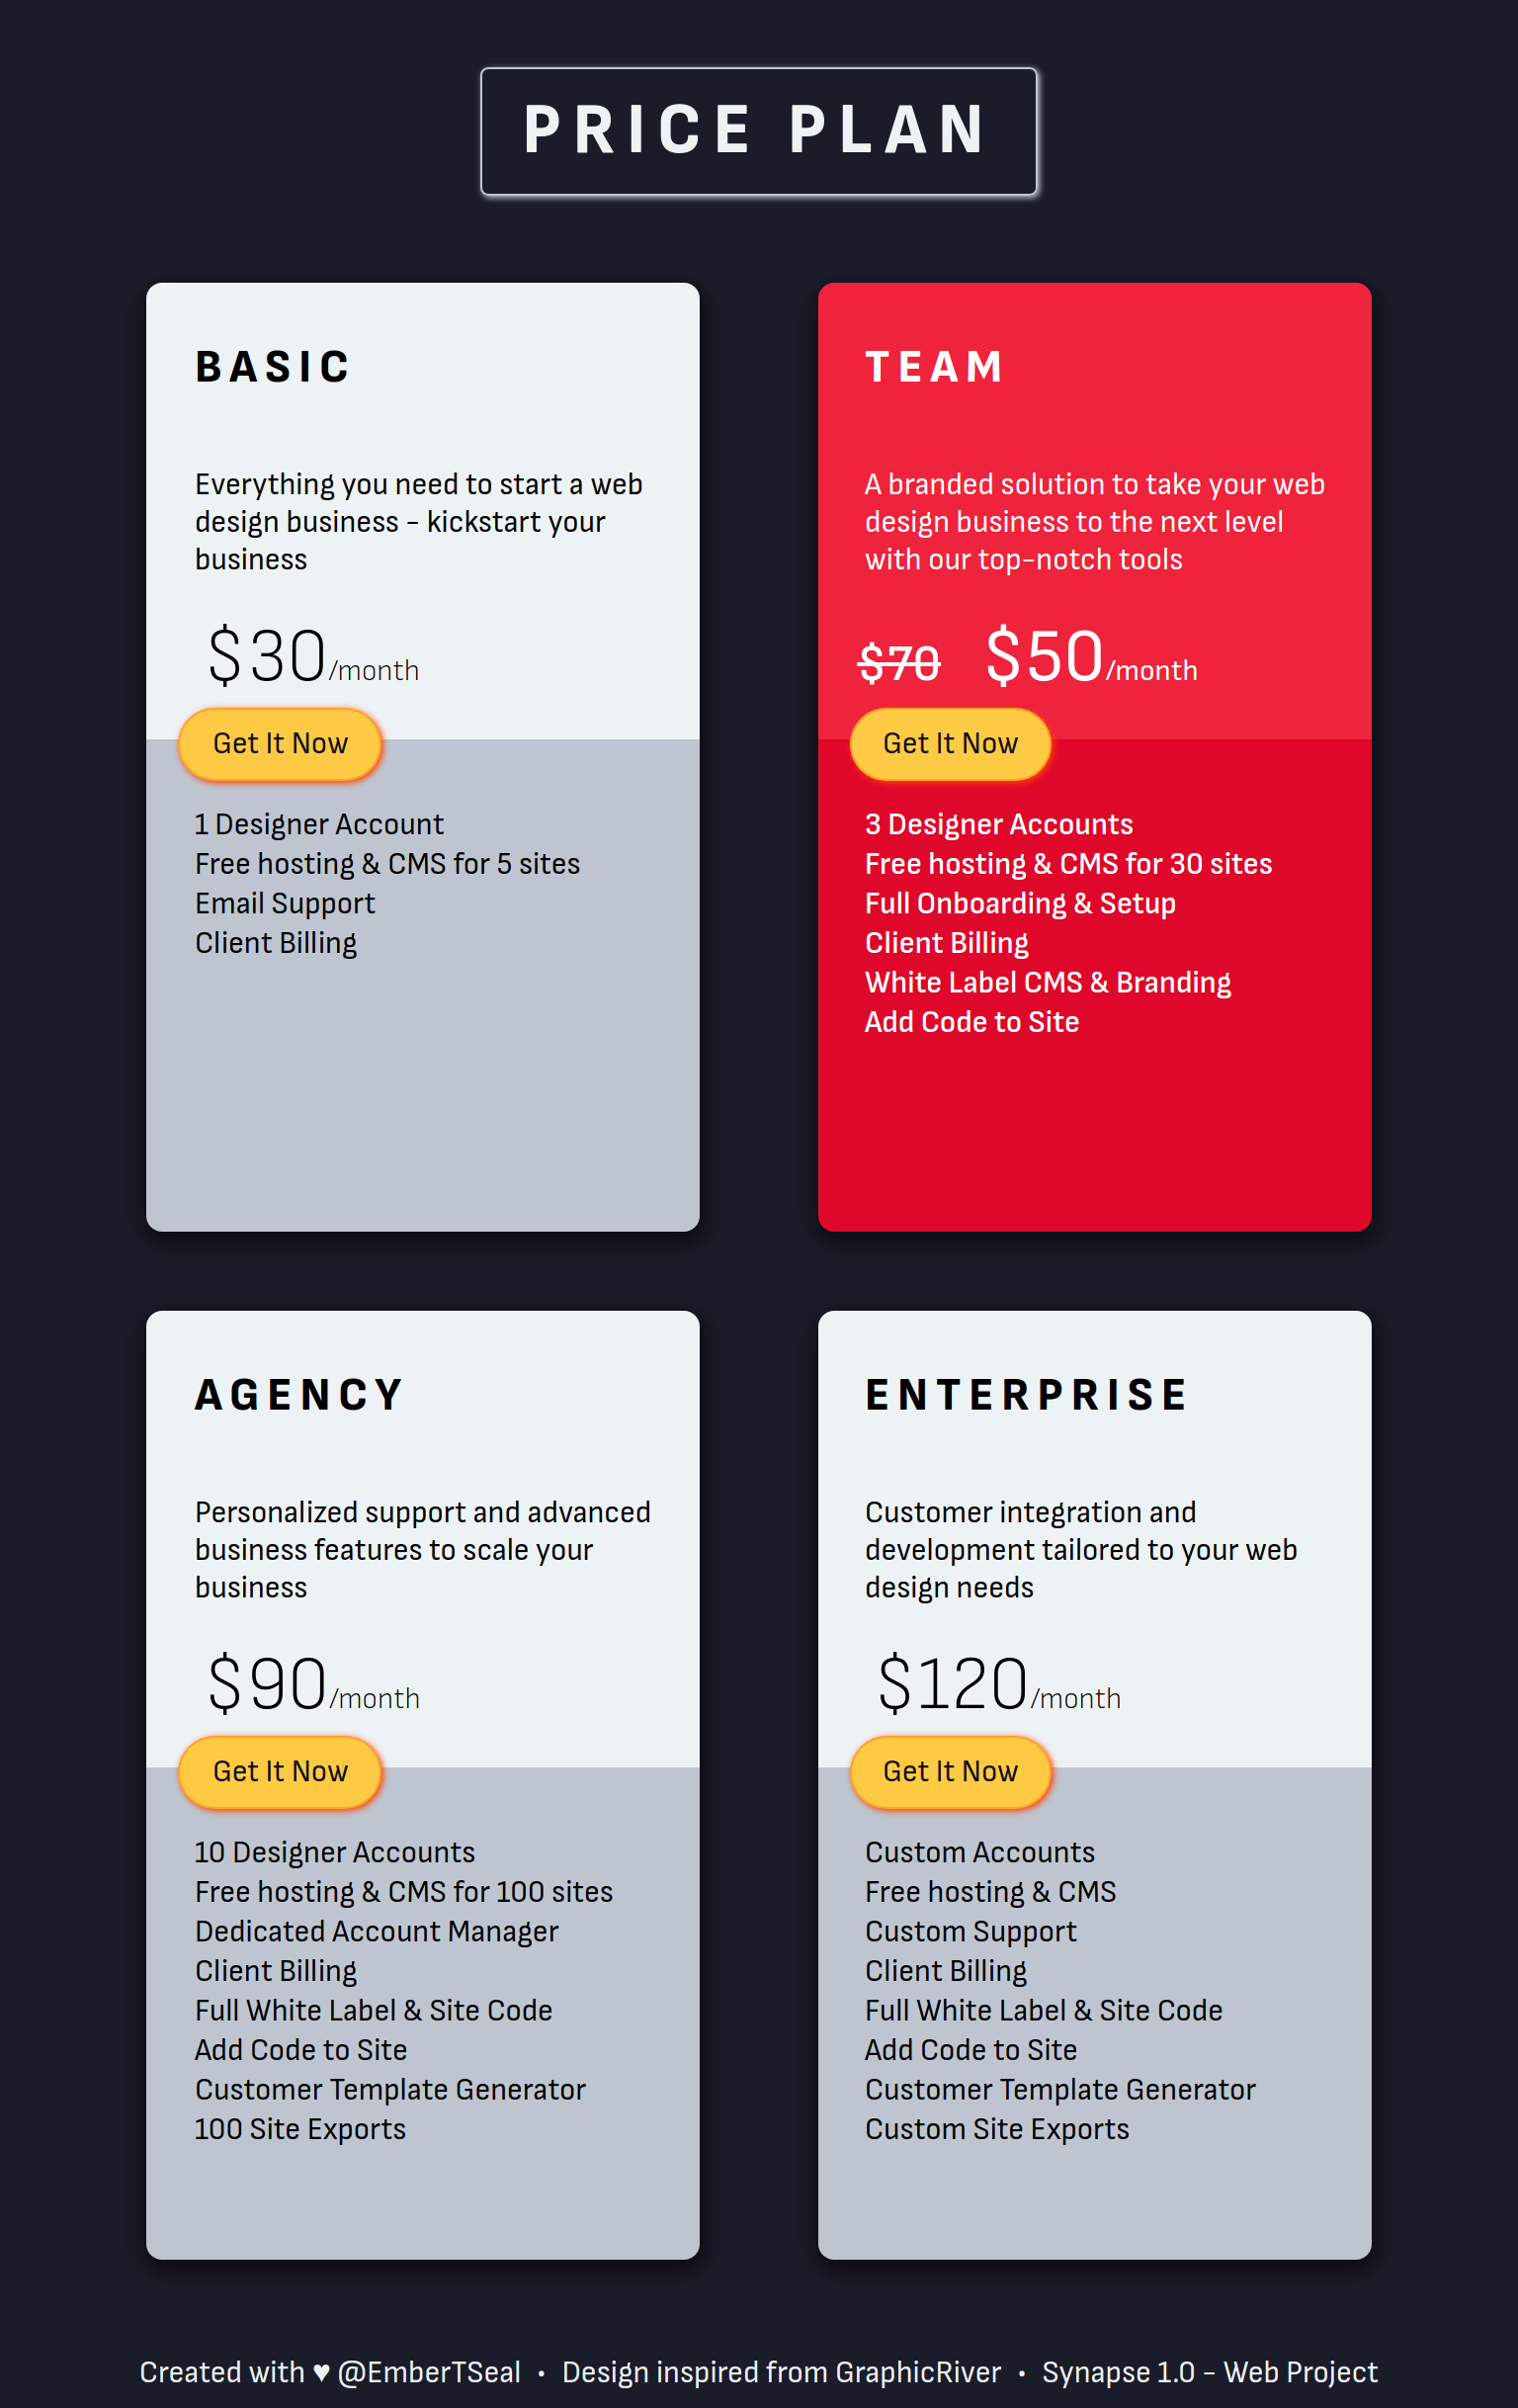 PRICE PLAN
BASIC
Everything you need to start a web
design business - kickstart your
business
$30/month
Get It Now
1 Designer Account
Free hosting & CMS for 5 sites
Email Support
Client Billing
TEAM
A branded solution to take your web
design business to the next level
with our top-notch tools
$70 $50/month
Get It Now
3 Designer Accounts
Free hosting & CMS for 30 sites
Full Onboarding & Setup
Client Billing
White Label CMS & Branding
Add Code to Site
AGENCY
Personalized support and advanced
business features to scale your
business
$90/month
Get It Now
10 Designer Accounts
Free hosting & CMS for 100 sites
Dedicated Account Manager
Client Billing
Full White Label & Site Code
Add Code to Site
Customer Template Generator
100 Site Exports
ENTERPRISE
Customer integration and
development tailored to your web
design needs
$120/month
Get It Now
Custom Accounts
Free hosting & CMS
Custom Support
Client Billing
Full White Label & Site Code
Add Code to Site
Customer Template Generator
Custom Site Exports
Created with ♥ @EmberTSeal • Design inspired from GraphicRiver • Synapse 1.0 - Web Project